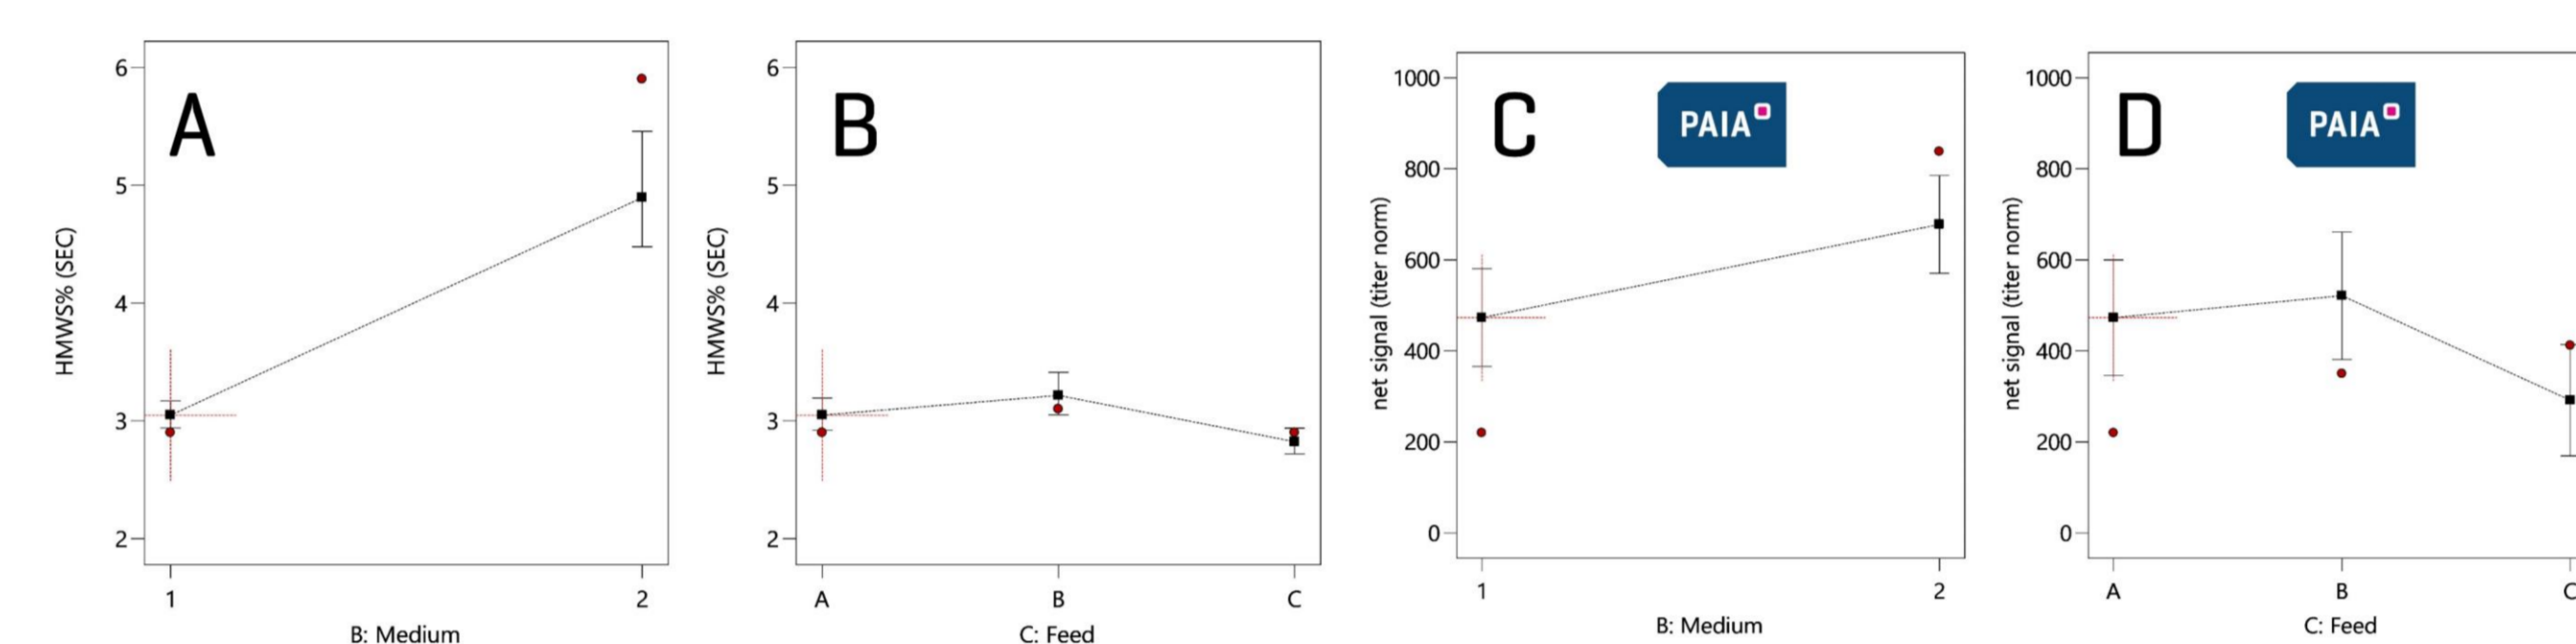 A
HMWS% (SEC)
6
5
4
3
2
1
2
B: Medium
B
HMWS% (SEC)
6
5
4
3
2
A
B
C
C: Feed
C
PAIA
net signal (titer norm)
1000
800
600
400
200
0
1
2
B: Medium
D
PAIA
net signal (titer norm)
1000
800
600
400
200
0
A
B
C
C: Feed